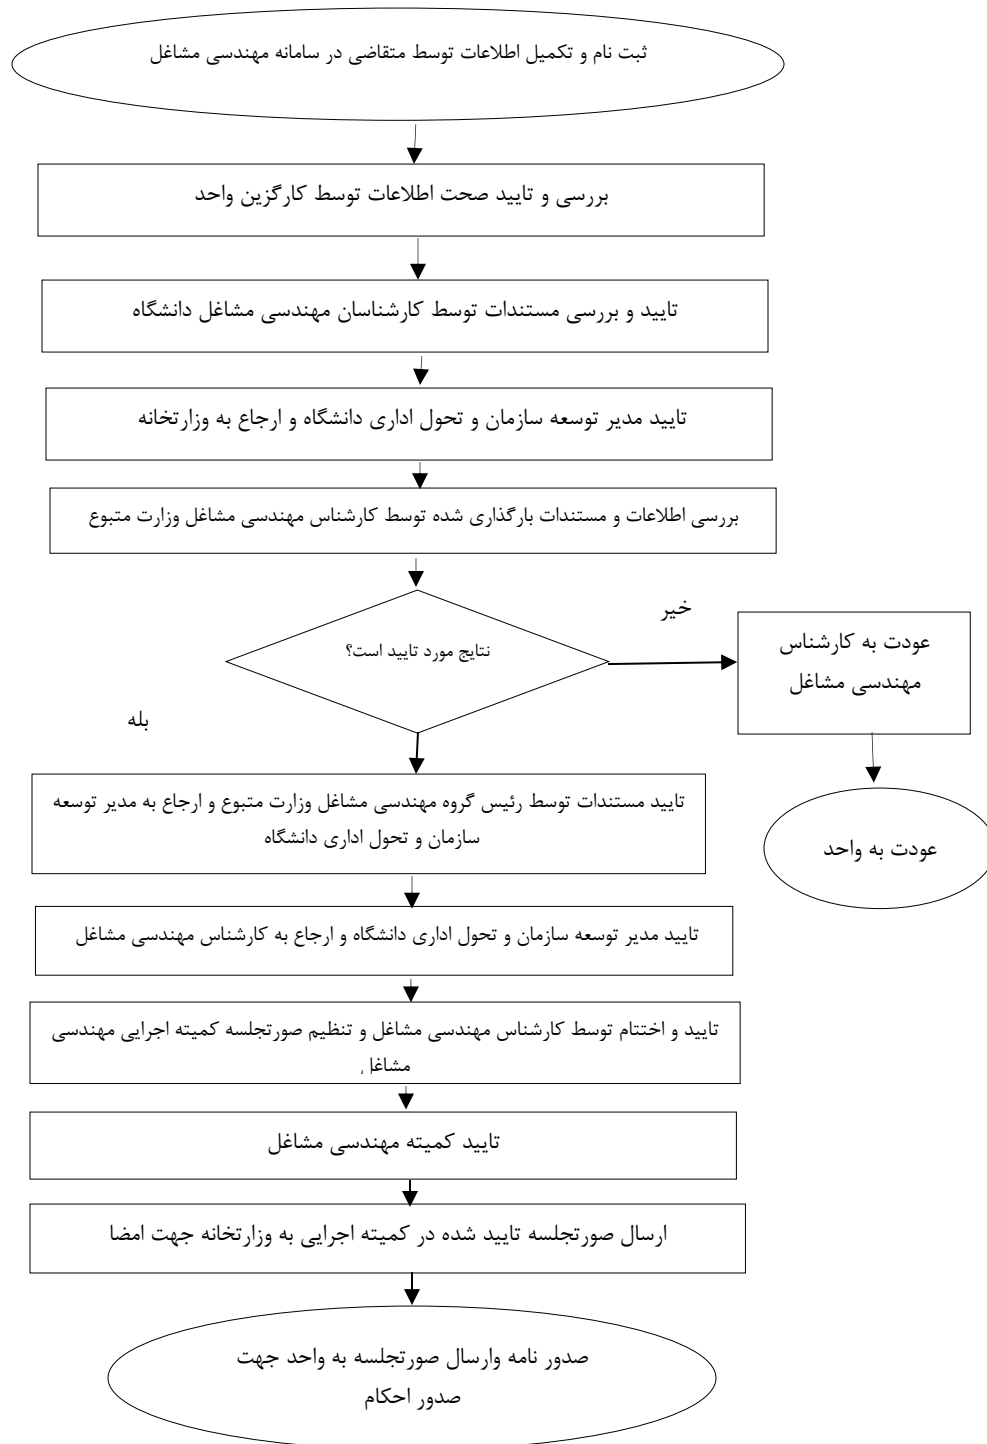 ثبت نام و تکمیل اطلاعات توسط متقاضی در سامانه مهندسی مشاغل
بررسی و تایید صحت اطلاعات توسط کارگزین واحد
تایید و بررسی مستندات توسط کارشناسان مهندسی مشاغل دانشگاه
تایید مدیر توسعه سازمان و تحول اداری دانشگاه و ارجاع به وزارتخانه
بررسی اطلاعات و مستندات بارگذاری شده توسط کارشناس مهندسی مشاغل وزارت متبوع
نتایج مورد تایید است؟
خیر
عودت به کارشناس
مهندسی مشاغل
عودت به واحد
بله
تایید مستندات توسط رئیس گروه مهندسی مشاغل وزارت متبوع و ارجاع به مدیر توسعه
سازمان و تحول اداری دانشگاه
تایید مدیر توسعه سازمان و تحول اداری دانشگاه و ارجاع به کارشناس مهندسی مشاغل
تایید و اختتام توسط کارشناس مهندسی مشاغل و تنظیم صورتجلسه کمیته اجرایی مهندسی
مشاغل
تایید کمیته مهندسی مشاغل
ارسال صورتجلسه تایید شده در کمیته اجرایی به وزارتخانه جهت امضا
صدور نامه وارسال صورتجلسه به واحد جهت
صدور احکام